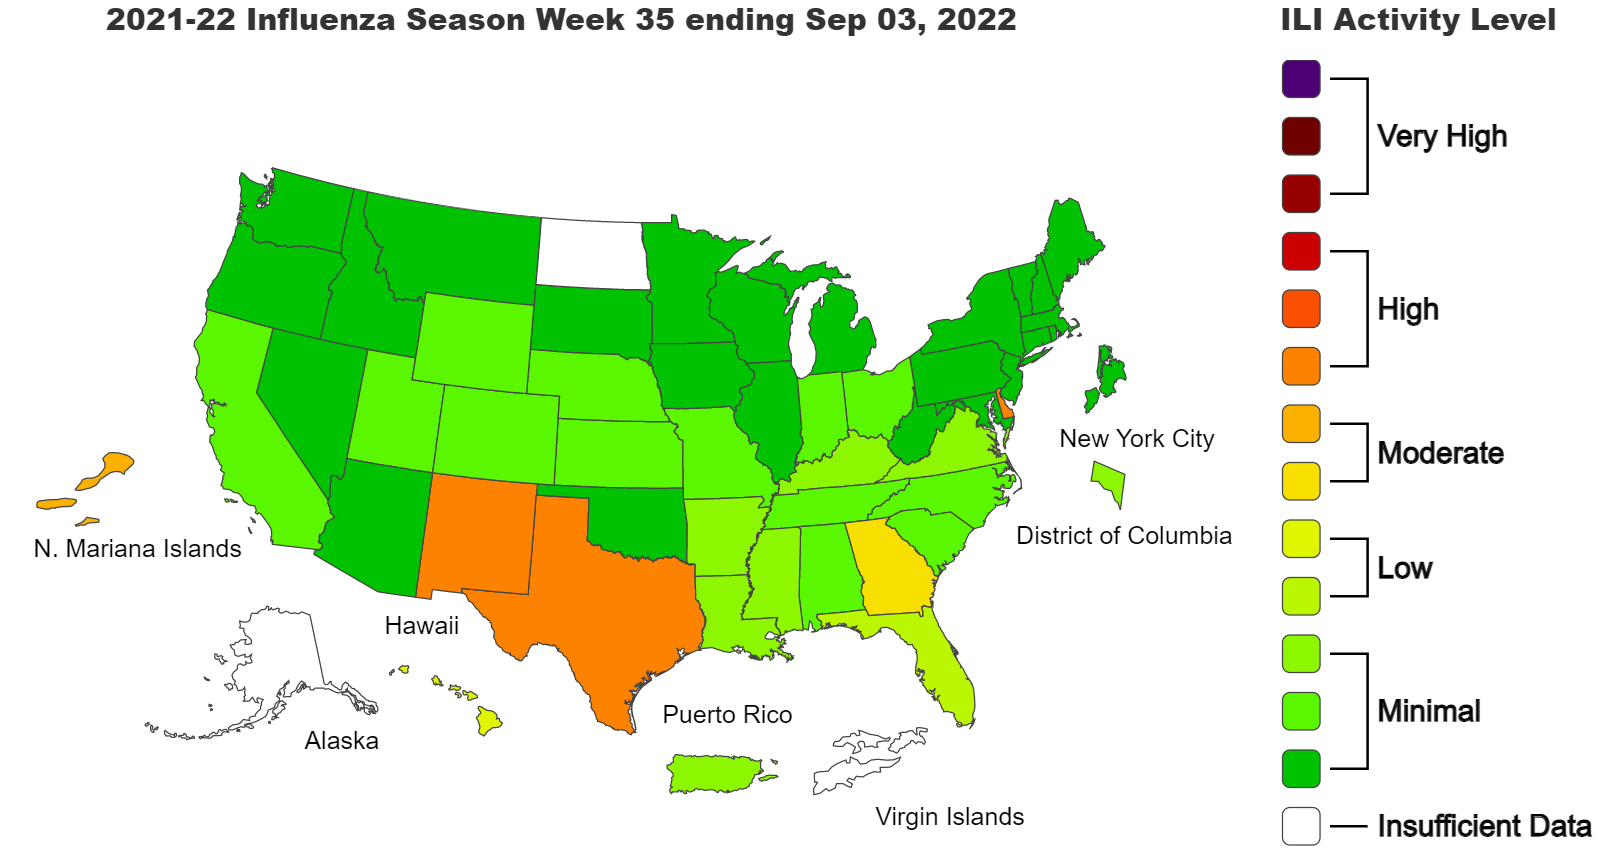 2021-22 Influenza Season Week 35 ending Sep 03, 2022
ILI Activity Level
Very High
High
Moderate
Low
Minimal
Insufficient Data
New York City
District of Columbia
N. Mariana Islands
Hawaii
Alaska
Puerto Rico
Virgin Islands